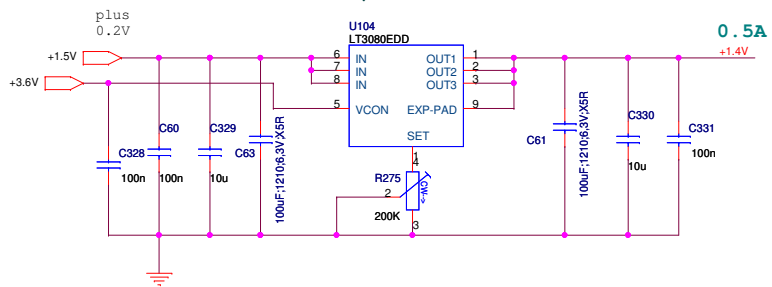 plus
0.2V
U104
LT3080EDD
0.5A
+1.4V
+1.5V
+3.6V
6
IN
OUT1
1
7
IN
OUT2
2
8
IN
OUT3
3
5
VCON
EXP-PAD
9
SET
1
4
C328
100n
C60
100n
C329
10u
C63
100uF;1210;6,3V;X5R
R275
200K
2
CW->
3
C61
100uF;1210;6,3V;X5R
C330
10u
C331
100n